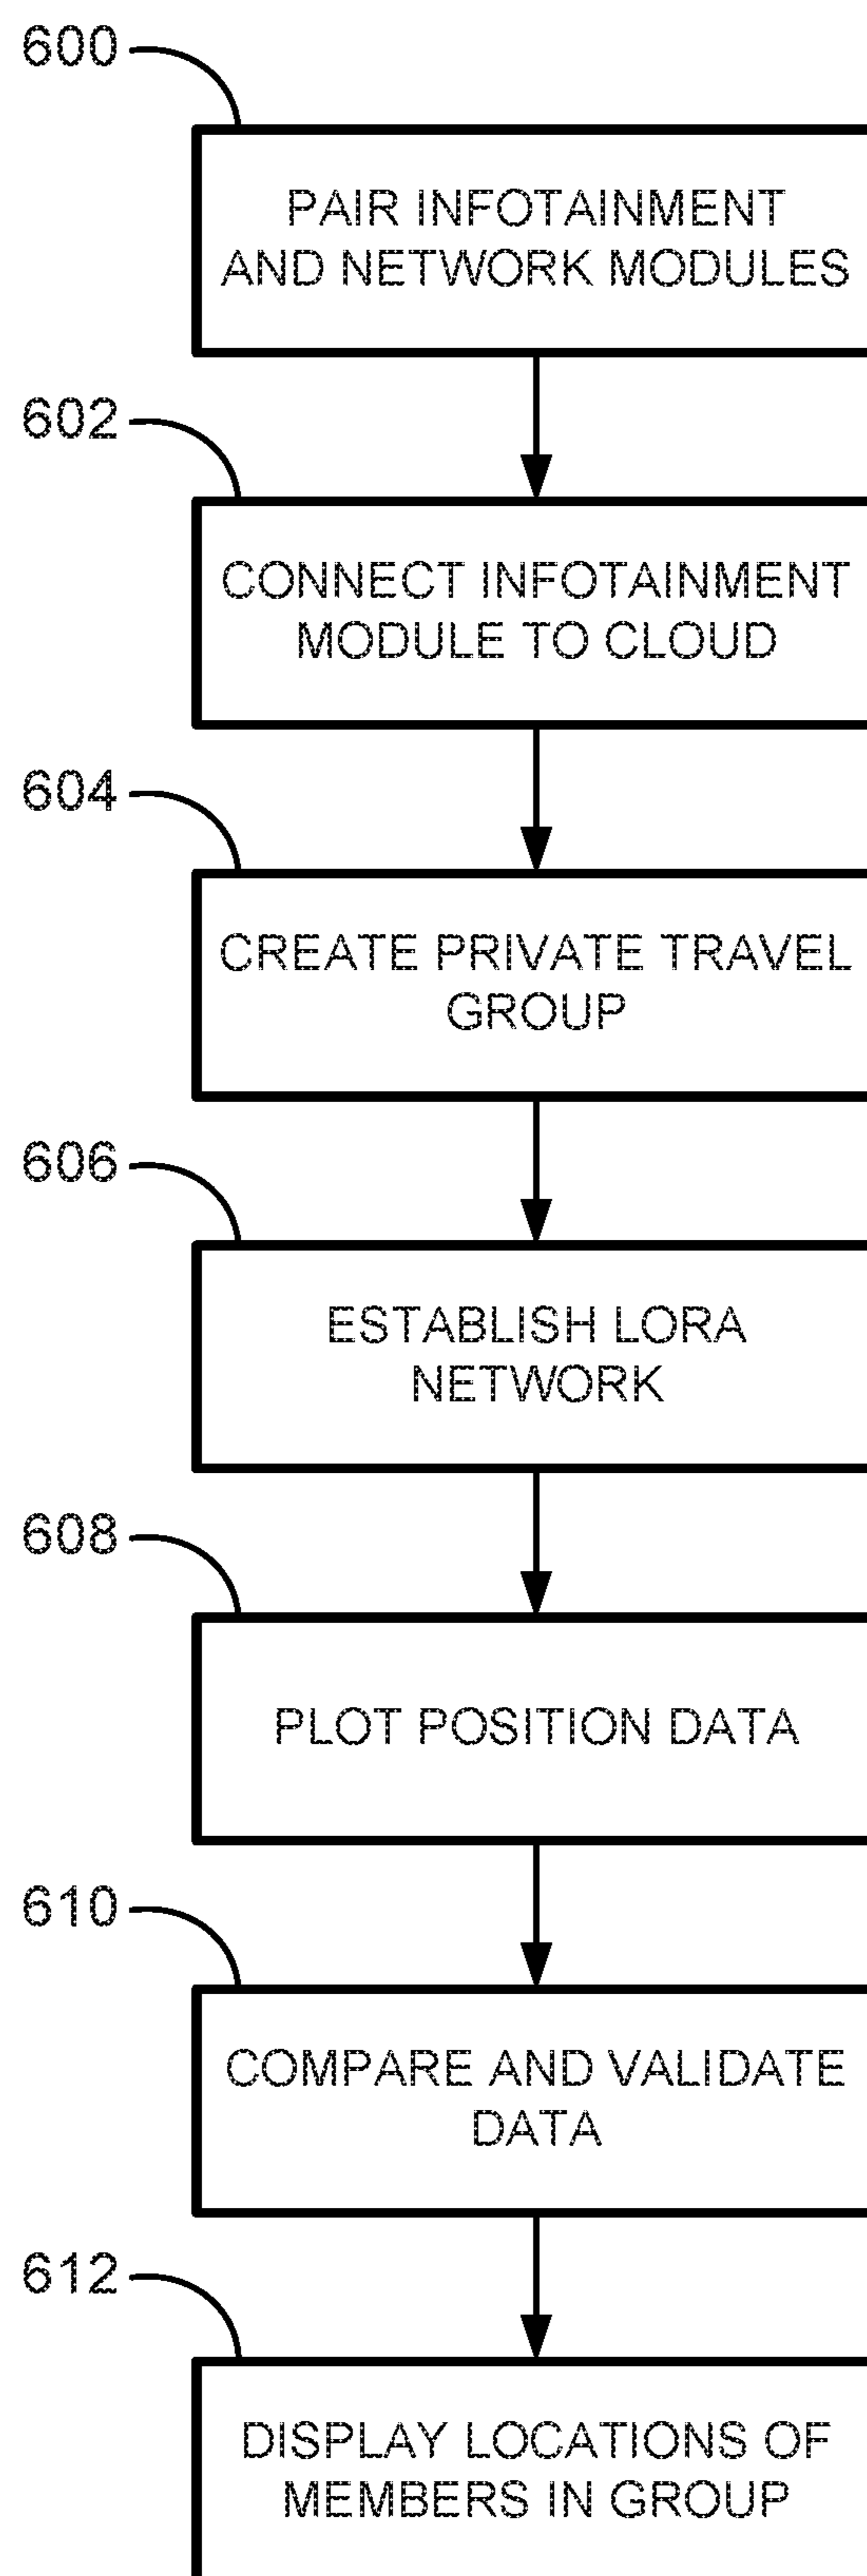 600
PAIR INFOTAINMENT
AND NETWORK MODULES
602
CONNECT INFOTAINMENT
MODULE TO CLOUD
604
CREATE PRIVATE TRAVEL
GROUP
606
ESTABLISH LORA
NETWORK
608
PLOT POSITION DATA
610
COMPARE AND VALIDATE
DATA
612
DISPLAY LOCATIONS OF
MEMBERS IN GROUP